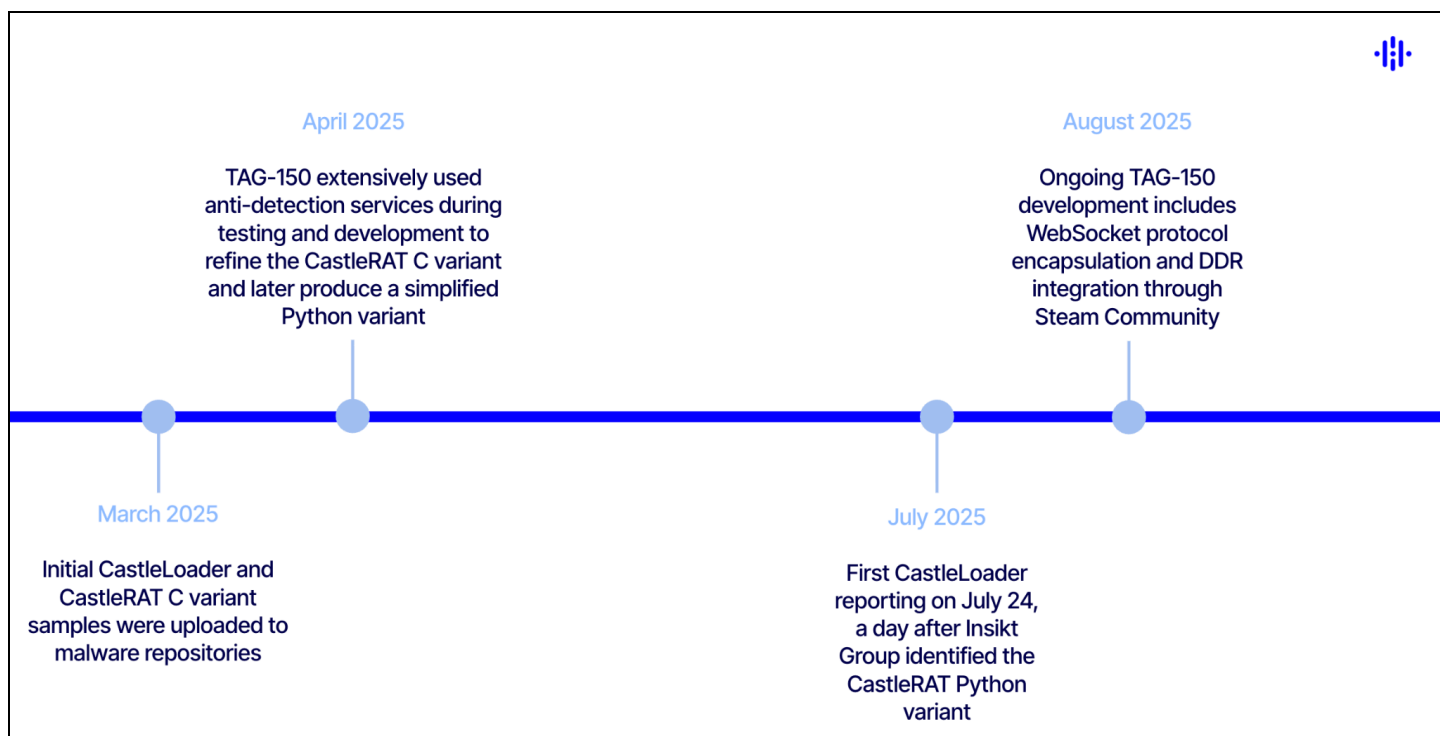 April 2025
TAG-150 extensively used
anti-detection services during
testing and development to
refine the CastleRAT C variant
and later produce a simplified
Python variant
August 2025
Ongoing TAG-150
development includes
WebSocket protocol
encapsulation and DDR
integration through
Steam Community
March 2025
Initial CastleLoader and
CastleRAT C variant
samples were uploaded to
malware repositories
July 2025
First CastleLoader
reporting on July 24,
a day after Insikt
Group identified the
CastleRAT Python
variant